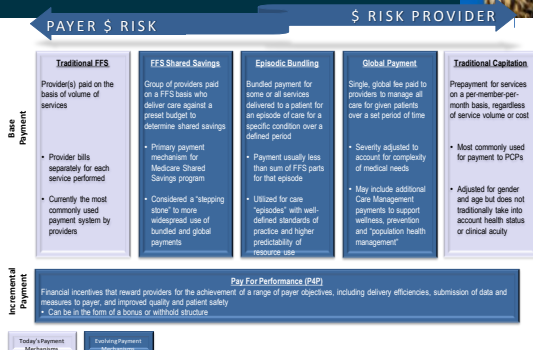 PAYER $ RISK
$ RISK PROVIDER
Base
Payment
Traditional FFS
Provider(s) paid on the
basis of volume of
services
• Provider bills
separately for each
service performed
• Currently the most
commonly used
payment system by
providers
FFS Shared Savings
Group of providers paid
on a FFS basis who
deliver care against a
preset budget to
determine shared savings
• Primary payment
mechanism for
Medicare Shared
Savings program
• Considered a "stepping
stone" to more
widespread use of
bundled and global
payments
Episodic Bundling
Bundled payment for
some or all services
delivered to a patient for
an episode of care for a
specific condition over a
defined period
• Payment usually less
than sum of FFS parts
for that episode
• Utilized for care
"episodes" with well-
defined standards of
practice and higher
predictability of
resource use
Global Payment
Single, global fee paid to
providers to manage all
care for given patients
over a set period of time
• Severity adjusted to
account for complexity
of medical needs
• May include additional
Care Management
payments to support
wellness, prevention
and "population health
management"
Traditional Capitation
Prepayment for services
on a per-member-per-
month basis, regardless
of service volume or cost
• Most commonly used
for payment to PCPs
• Adjusted for gender
and age but does not
traditionally take into
account health status
or clinical acuity
Incremental
Payment
Pay For Performance (P4P)
Financial incentives that reward providers for the achievement of a range of payer objectives, including delivery efficiencies, submission of data and
measures to payer, and improved quality and patient safety
• Can be in the form of a bonus or withhold structure
Today's Payment
Mechanisms
Evolving Payment
Mechanisms